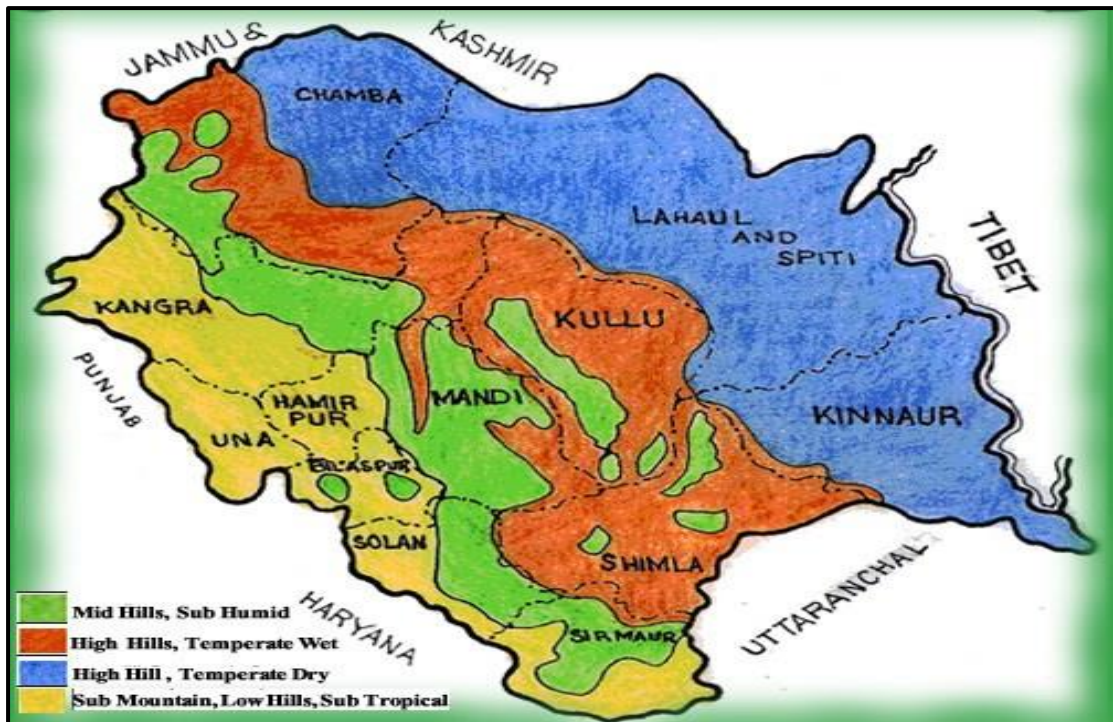 JAMMU &
KASHMIR
CHAMBA
LAHAUL
AND
SPITI
TIBET
KANGRA
KULLU
PUNJAB
HAMIR
PUR
MANDI
KINNAUR
UNA
BILASPUR
SOLAN
SHIMLA
UTTARANCHAL
HARYANA
SIRMAUR
Mid Hills, Sub Humid
High Hills, Temperate Wet
High Hill , Temperate Dry
Sub Mountain, Low Hills, Sub Tropical